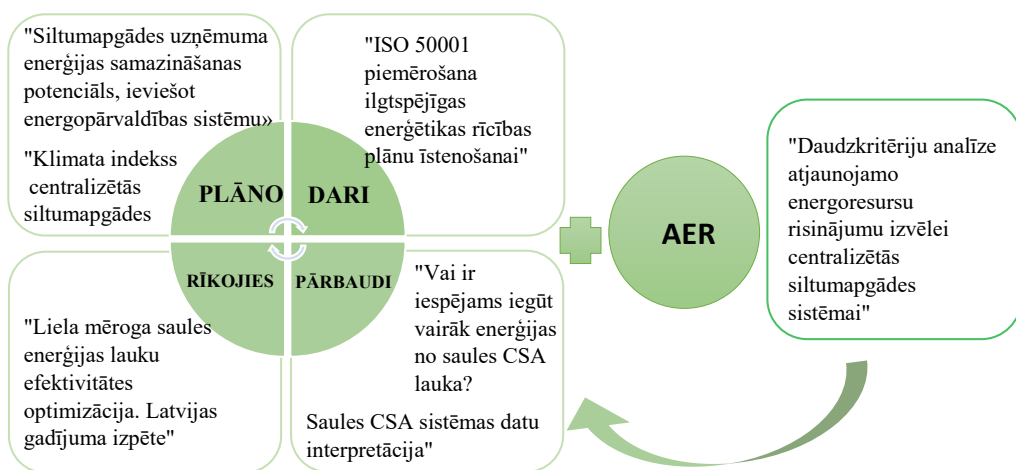 "Siltumapgādes uzņēmuma
enerģijas samazināšanas
potenciāls, ieviešot
energopārvaldības sistēmu»
"Klimata indekss
centralizētās
siltumapgādes
"ISO 50001
piemērošana
ilgtspējīgas
enerģētikas rīcības
plānu īstenošanai"
PLĀNO
DARI
RĪKOJIES
PĀRBAUDI
"Liela mēroga saules
enerģijas lauku
efektivitātes
optimizācija. Latvijas
gadījuma izpēte"
"Vai ir
iespējams iegūt
vairāk enerģijas
no saules CSA
lauka?
Saules CSA sistēmas datu
interpretācija"
AER
"Daudzkritēriju analīze
atjaunojamo
energoresursu
risinājumu izvēlei
centralizētās
siltumapgādes
sistēmai"